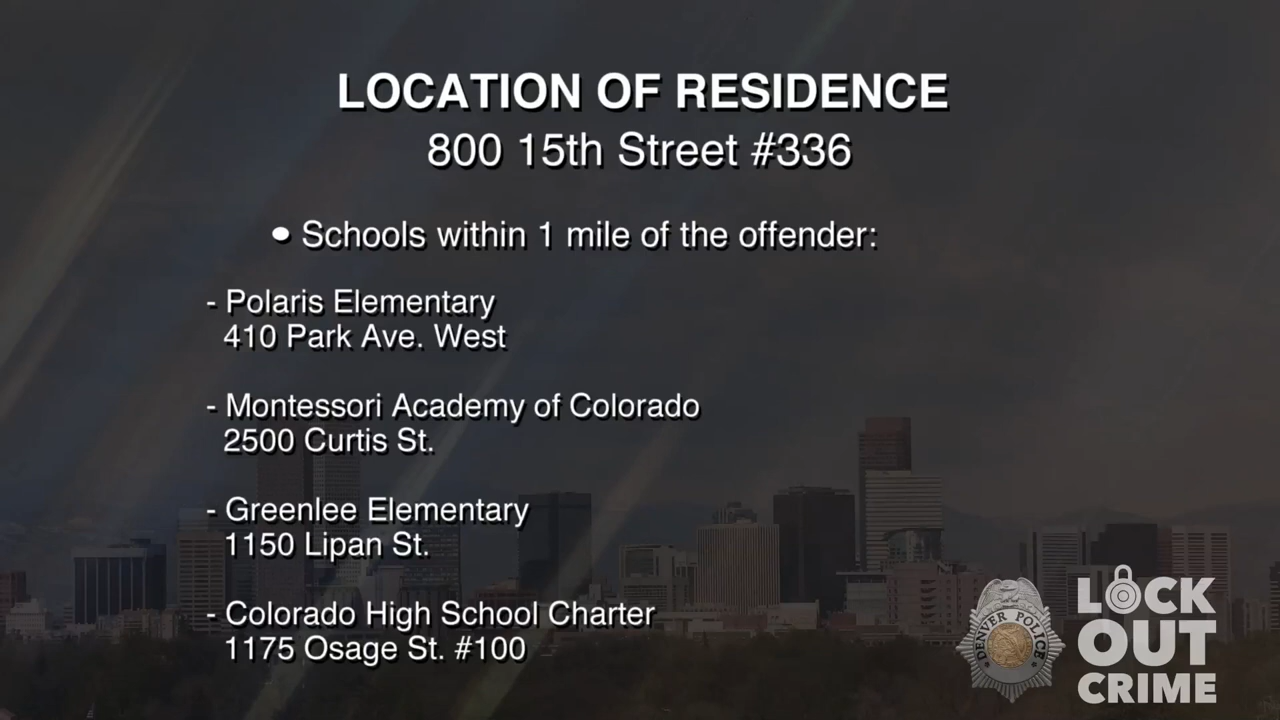 LOCATION OF RESIDENCE
800 15th Street #336
• Schools within 1 mile of the offender:
- Polaris Elementary
410 Park Ave. West
- Montessori Academy of Colorado
2500 Curtis St.
- Greenlee Elementary
1150 Lipan St.
- Colorado High School Charter
1175 Osage St. #100
DENVER POLICE
LOCK
OUT
CRIME